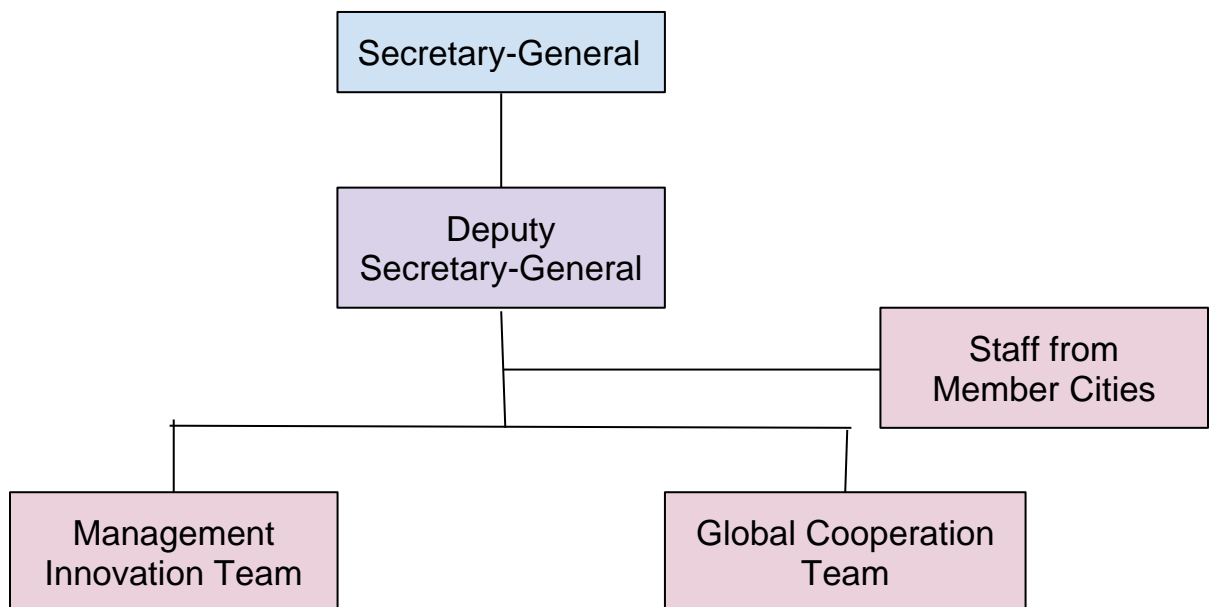 Secretary-General
Deputy
Secretary-General
Staff from
Member Cities
Management
Innovation Team
Global Cooperation
Team